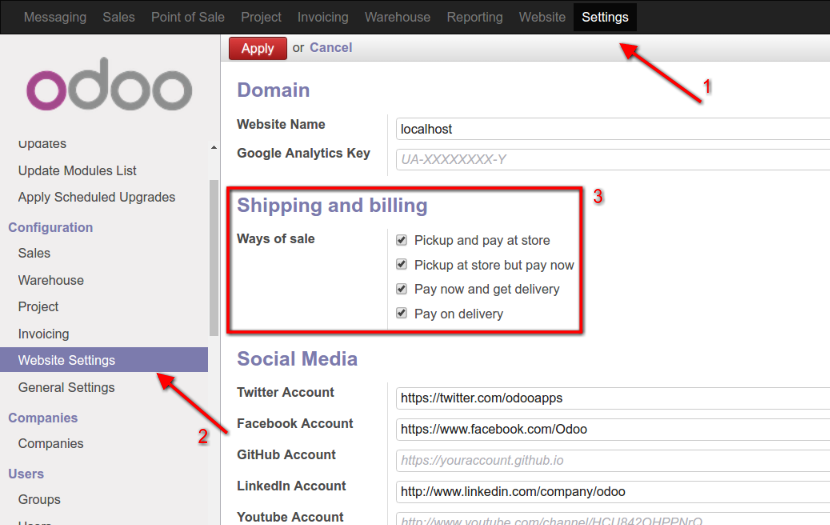 Messaging Sales Point of Sale Project Invoicing Warehouse Reporting Website Settings
Apply or Cancel
1
odoo
Updates
Update Modules List
Apply Scheduled Upgrades
Configuration
Sales
Warehouse
Project
Invoicing
Website Settings
General Settings
2
Companies
Companies
Users
Groups
Users
Domain
Website Name localhost
Google Analytics Key UA-XXXXXXXX-Y
3
Shipping and billing
Ways of sale Pickup and pay at store
Pickup at store but pay now
Pay now and get delivery
Pay on delivery
Social Media
Twitter Account https://twitter.com/odooapps
Facebook Account https://www.facebook.com/Odoo
GitHub Account https://youraccount.github.io
LinkedIn Account http://www.linkedin.com/company/odoo
Youtube Account http://www.youtube.com/channel/HCU842OHPPNrQ